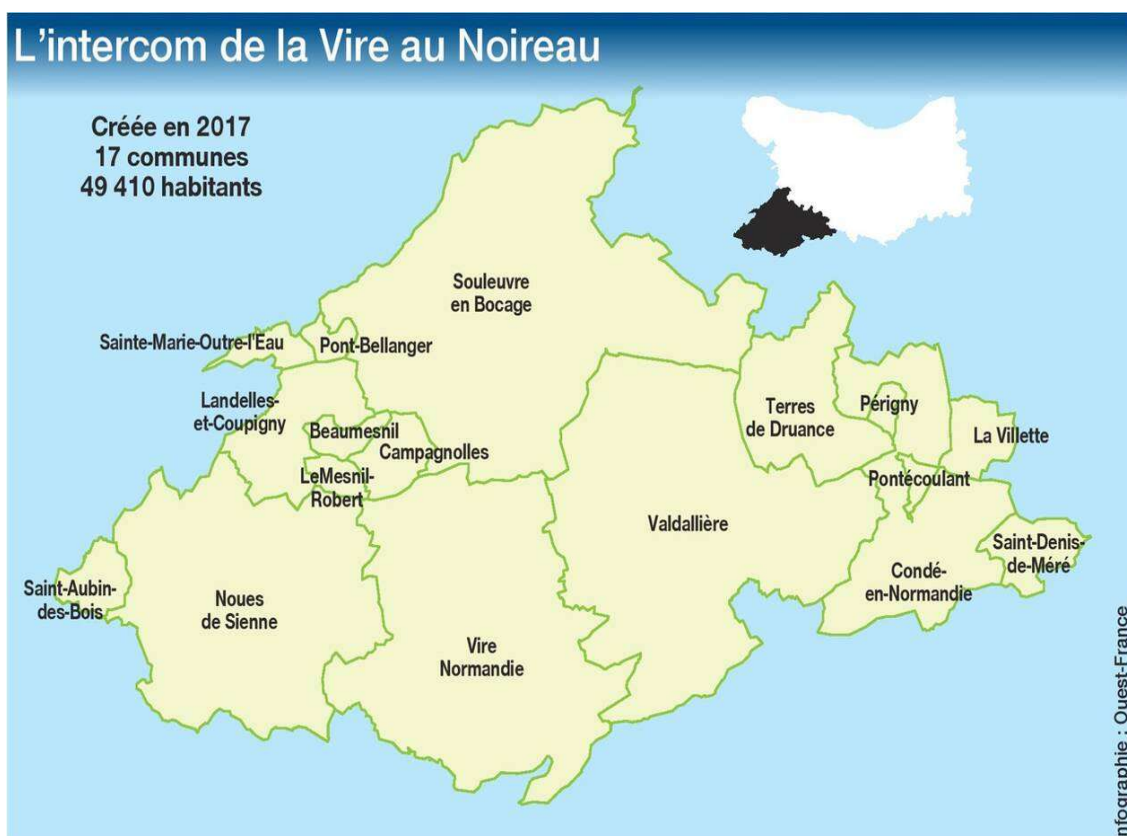 L'intercom de la Vire au Noireau
Créée en 2017
17 communes
49 410 habitants
Souleuvre
en Bocage
Sainte-Marie-Outre-l'Eau
Pont-Bellanger
Landelles-
et-Coupigny
Beaumesnil
Campagnolles
LeMesnil-
Robert
Terres
de Druance
Périgny
La Villette
Pontécoulant
Valdallière
Saint-Denis-
de-Méré
Condé-
en-Normandie
Saint-Aubin-
des-Bois
Noues
de Sienne
Vire
Normandie
Infographie : Ouest-France